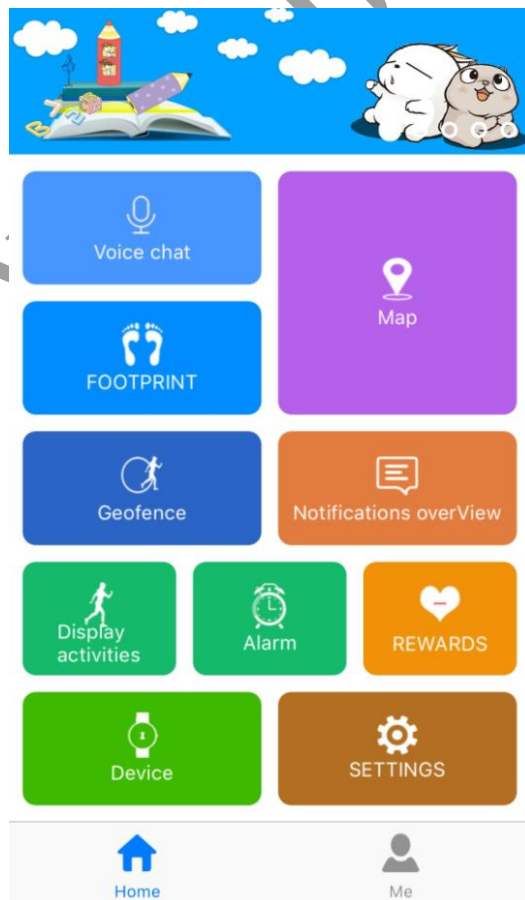 Voice chat
Map
FOOTPRINT
Geofence
Notifications overView
Display
activities
Alarm
REWARDS
Device
SETTINGS
Home
Me